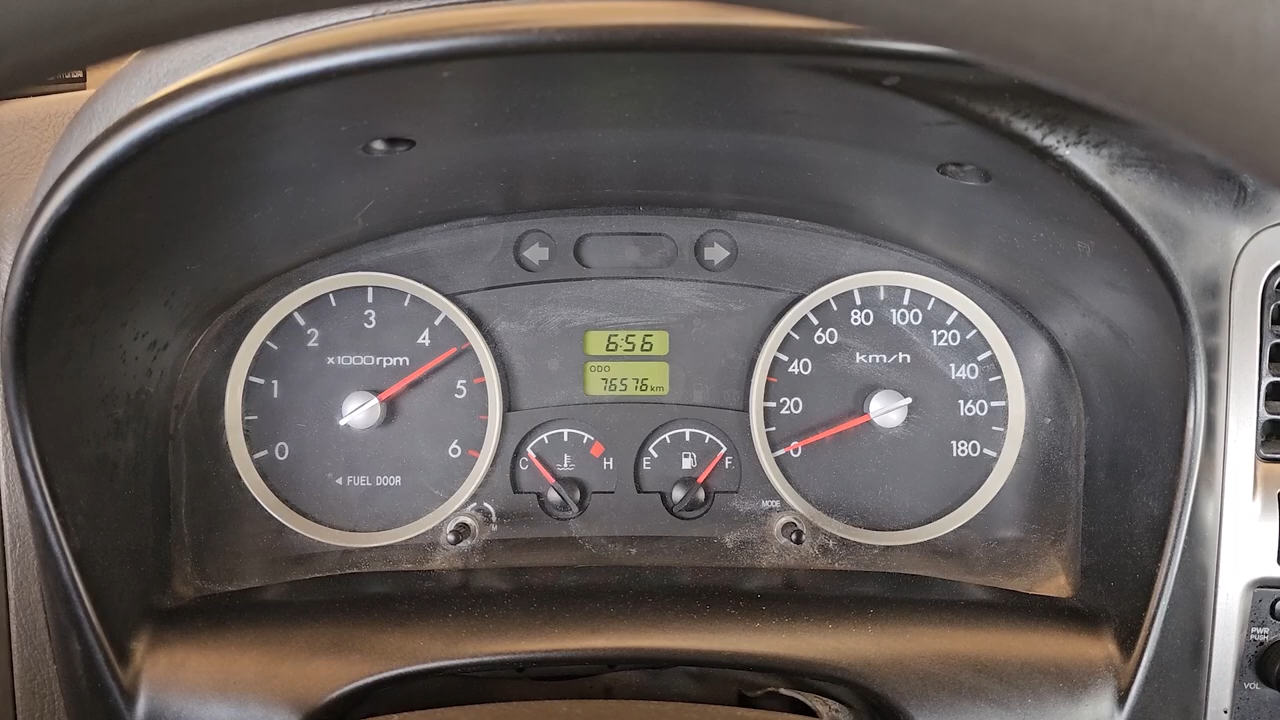 HYUNDAI
0 1 2 3 4 5 6
x1000rpm
◄ FUEL DOOR
6:56
ODO
76576 km
C H
E F
MODE
0 20 40 60 80 100 120 140 160 180
km/h
PWR
PUSH
VOL